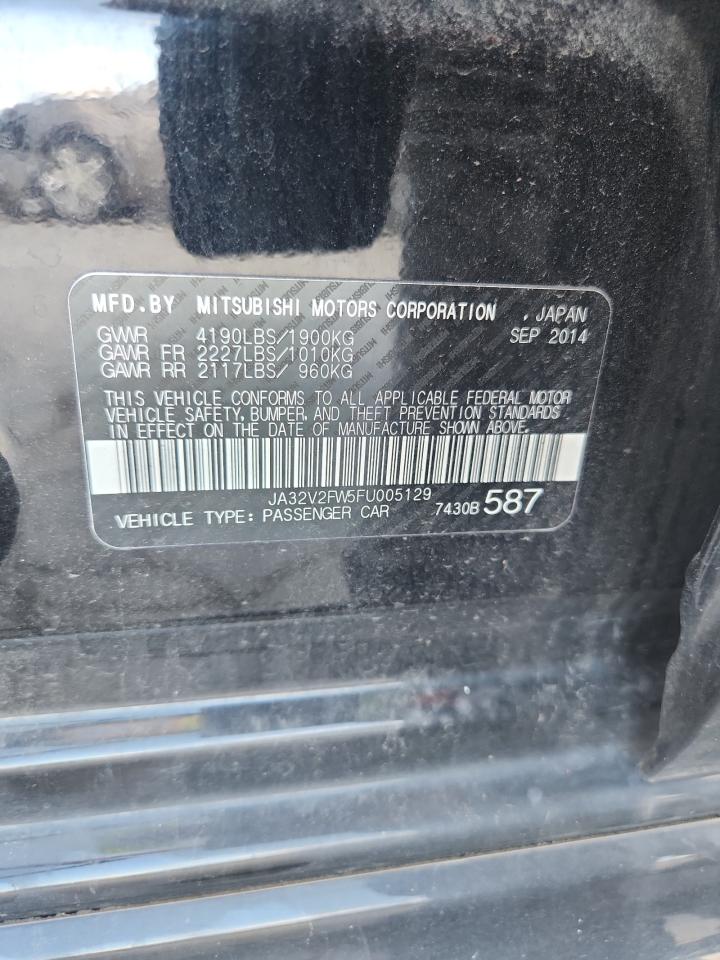 MFD.BY MITSUBISHI MOTORS CORPORATION , JAPAN
GVWR 4190LBS/1900KG SEP 2014
GAWR FR 2227LBS/1010KG
GAWR RR 2117LBS/ 960KG
THIS VEHICLE CONFORMS TO ALL APPLICABLE FEDERAL MOTOR
VEHICLE SAFETY, BUMPER, AND THEFT PREVENTION STANDARDS
IN EFFECT ON THE DATE OF MANUFACTURE SHOWN ABOVE.
JA32V2FW5FU005129
VEHICLE TYPE: PASSENGER CAR 7430B 587